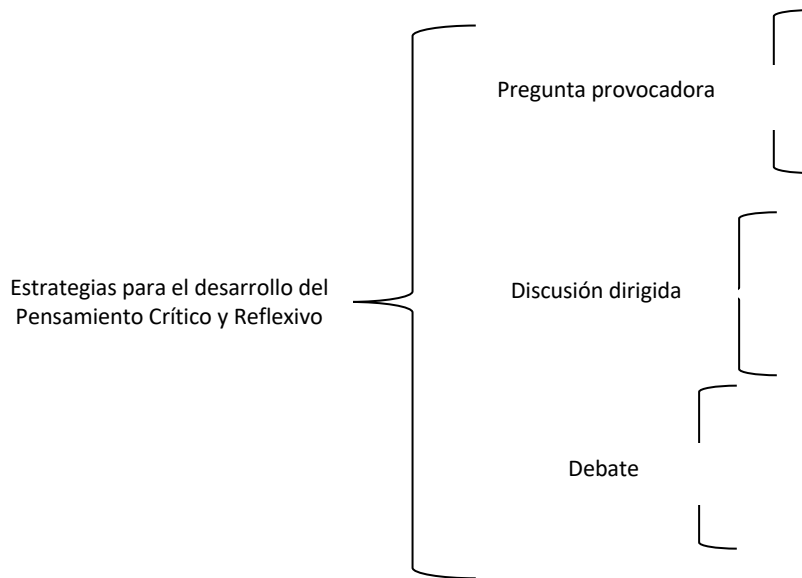 Pregunta provocadora
Estrategias para el desarrollo del
Pensamiento Crítico y Reflexivo
Discusión dirigida
Debate